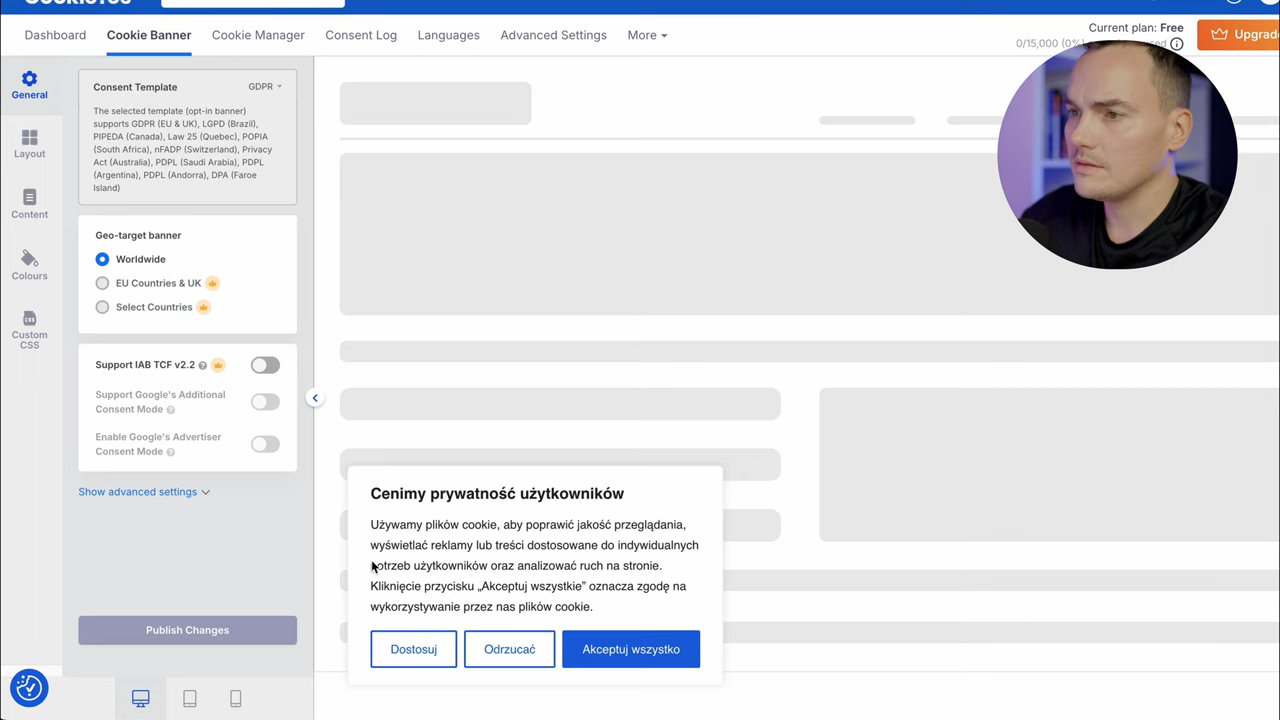 CookieYes
Dashboard
Cookie Banner
Cookie Manager
Consent Log
Languages
Advanced Settings
More
Current plan: Free
0/15,000 (0%)
Upgrade
General
Layout
Content
Colours
CSS
Custom
CSS
Consent Template
GDPR
The selected template (opt-in banner)
supports GDPR (EU & UK), LGPD (Brazil),
PIPEDA (Canada), Law 25 (Quebec), POPIA
(South Africa), nFADP (Switzerland), Privacy
Act (Australia), PDPL (Saudi Arabia), PDPL
(Argentina), PDPL (Andorra), DPA (Faroe
Island)
Geo-target banner
Worldwide
EU Countries & UK
Select Countries
Support IAB TCF v2.2
Support Google's Additional
Consent Mode
Enable Google's Advertiser
Consent Mode
Show advanced settings
Publish Changes
Cenimy prywatność użytkowników
Używamy plików cookie, aby poprawić jakość przeglądania,
wyświetlać reklamy lub treści dostosowane do indywidualnych
potrzeb użytkowników oraz analizować ruch na stronie.
Kliknięcie przycisku „Akceptuj wszystkie” oznacza zgodę na
wykorzystywanie przez nas plików cookie.
Dostosuj
Odrzucać
Akceptuj wszystko